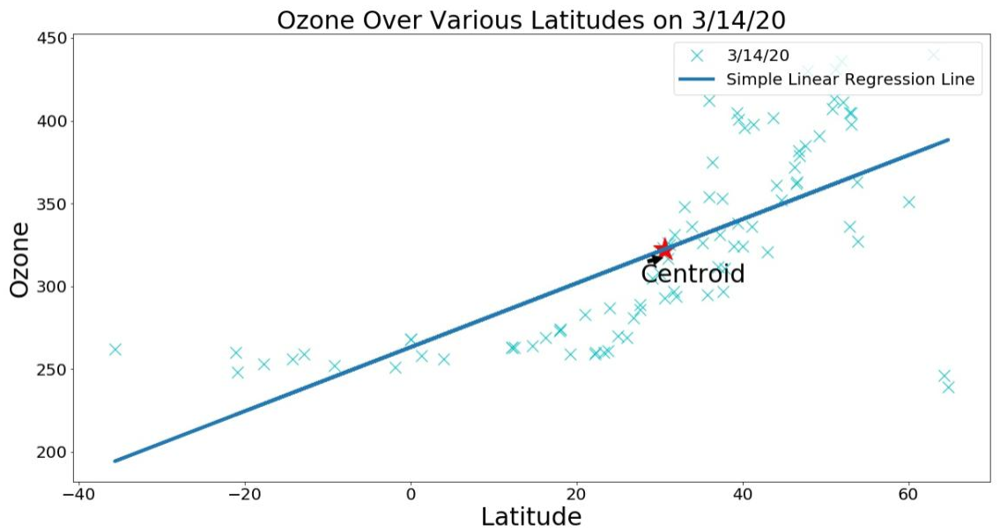 Ozone Over Various Latitudes on 3/14/20
450
400
350
300
250
200
Ozone
3/14/20
Simple Linear Regression Line
Centroid
−40
−20
0
20
40
60
Latitude